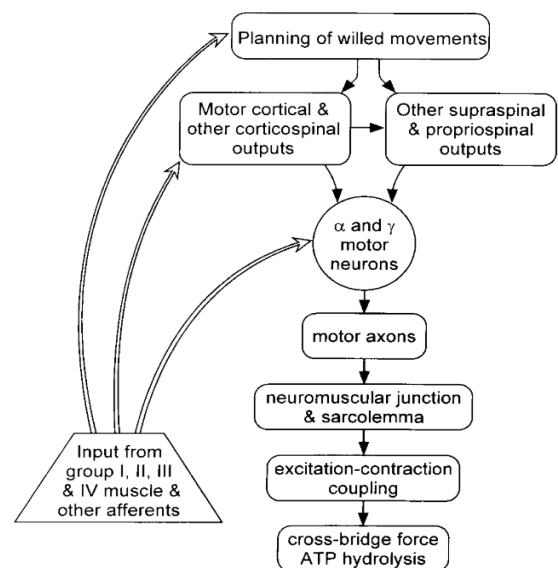 Planning of willed movements
Motor cortical &
other corticospinal
outputs
Other supraspinal
& propriospinal
outputs
α and γ
motor
neurons
motor axons
neuromuscular junction
& sarcolemma
Input from
group I, II, III
& IV muscle &
other afferents
excitation-contraction
coupling
cross-bridge force
ATP hydrolysis